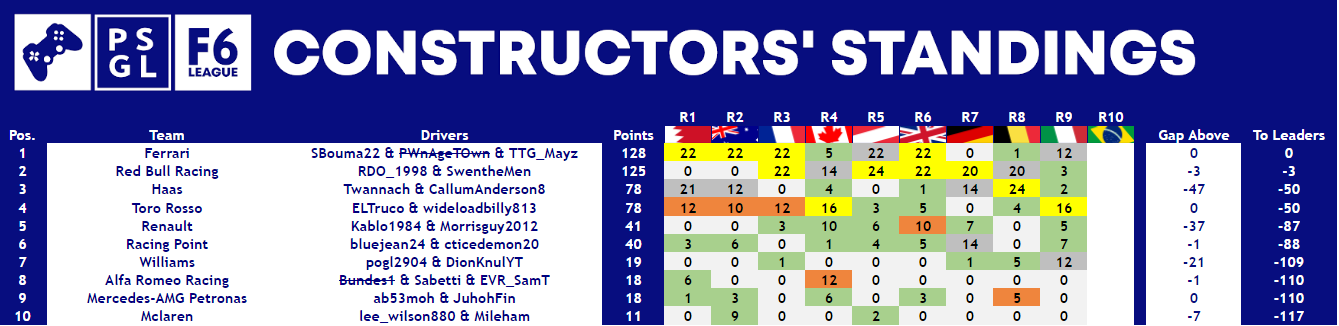 PS GL F6 LEAGUE CONSTRUCTORS' STANDINGS
R1 R2 R3 R4 R5 R6 R7 R8 R9 R10
Pos. Team Drivers Points Gap Above To Leaders
1 Ferrari SBouma22 & PWnAgeTOwn & TTG_Mayz 128 22 22 22 5 22 22 0 1 12 0 0
2 Red Bull Racing RDO_1998 & SwentheMen 125 0 0 22 14 24 22 20 20 3 -3 -3
3 Haas Twannach & CallumAnderson8 78 21 12 0 4 0 1 14 24 2 -47 -50
4 Toro Rosso ELTruco & wideloadbilly813 78 12 10 12 16 3 5 0 4 16 0 -50
5 Renault Kablo1984 & Morrisguy2012 41 0 0 3 10 6 10 7 0 5 -37 -87
6 Racing Point bluejean24 & cticedemon20 40 3 6 0 1 4 5 14 0 7 -1 -88
7 Williams pogl2904 & DionKnulYT 19 0 0 1 0 0 0 1 5 12 -21 -109
8 Alfa Romeo Racing Bundes1 & Sabetti & EVR_SamT 18 6 0 0 12 0 0 0 0 0 -1 -110
9 Mercedes-AMG Petronas ab53moh & JuhohFin 18 1 3 0 6 0 3 0 5 0 0 -110
10 Mclaren lee_wilson880 & Mileham 11 0 9 0 0 2 0 0 0 0 -7 -117